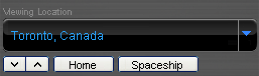 Viewing Location
Toronto, Canada
Home Spaceship